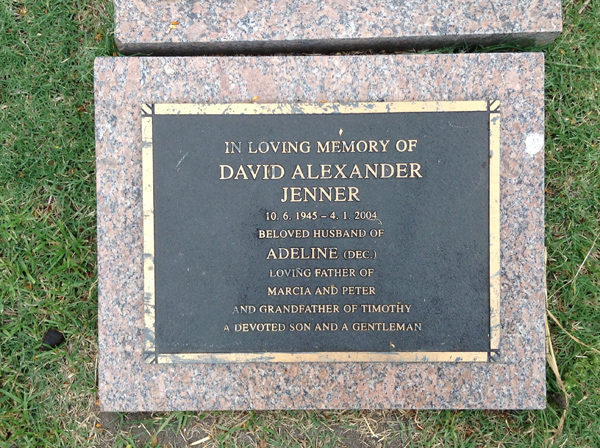 IN LOVING MEMORY OF
DAVID ALEXANDER
JENNER
10. 6. 1945 – 4. 1. 2004
BELOVED HUSBAND OF
ADELINE (DEC.)
LOVING FATHER OF
MARCIA AND PETER
AND GRANDFATHER OF TIMOTHY
A DEVOTED SON AND A GENTLEMAN